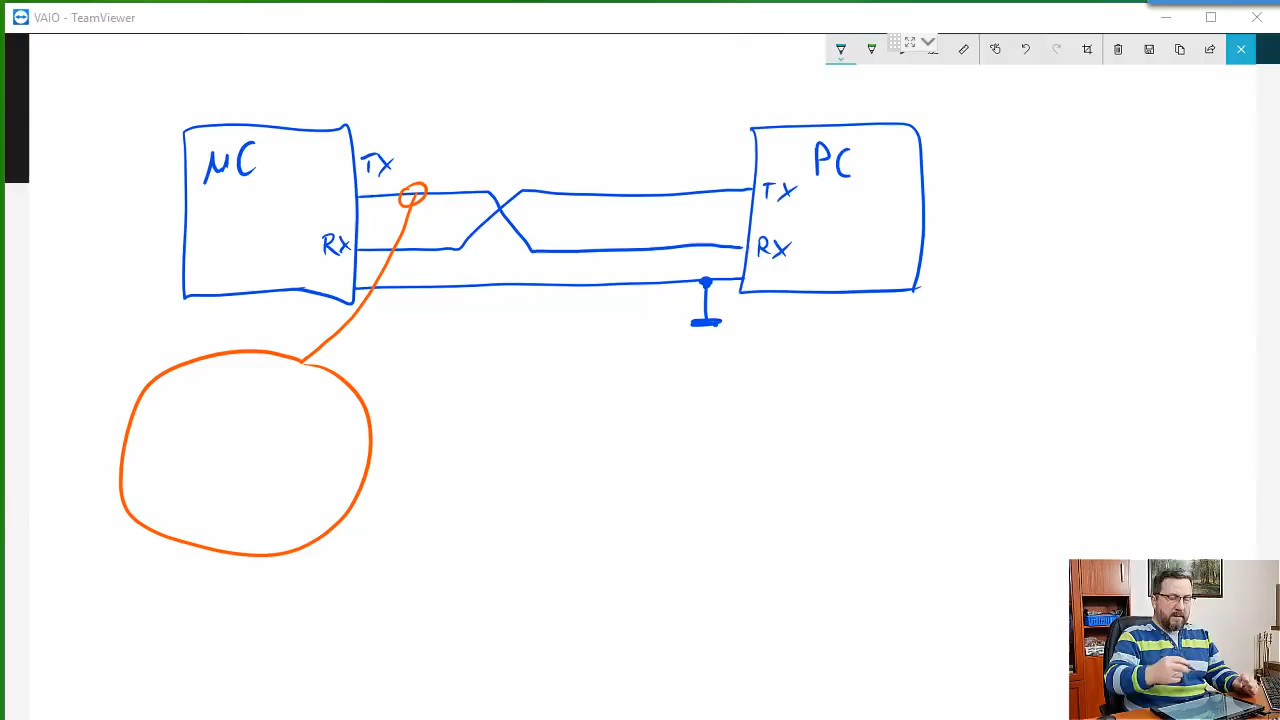 VAIO - TeamViewer
μC
TX
RX
PC
TX
RX